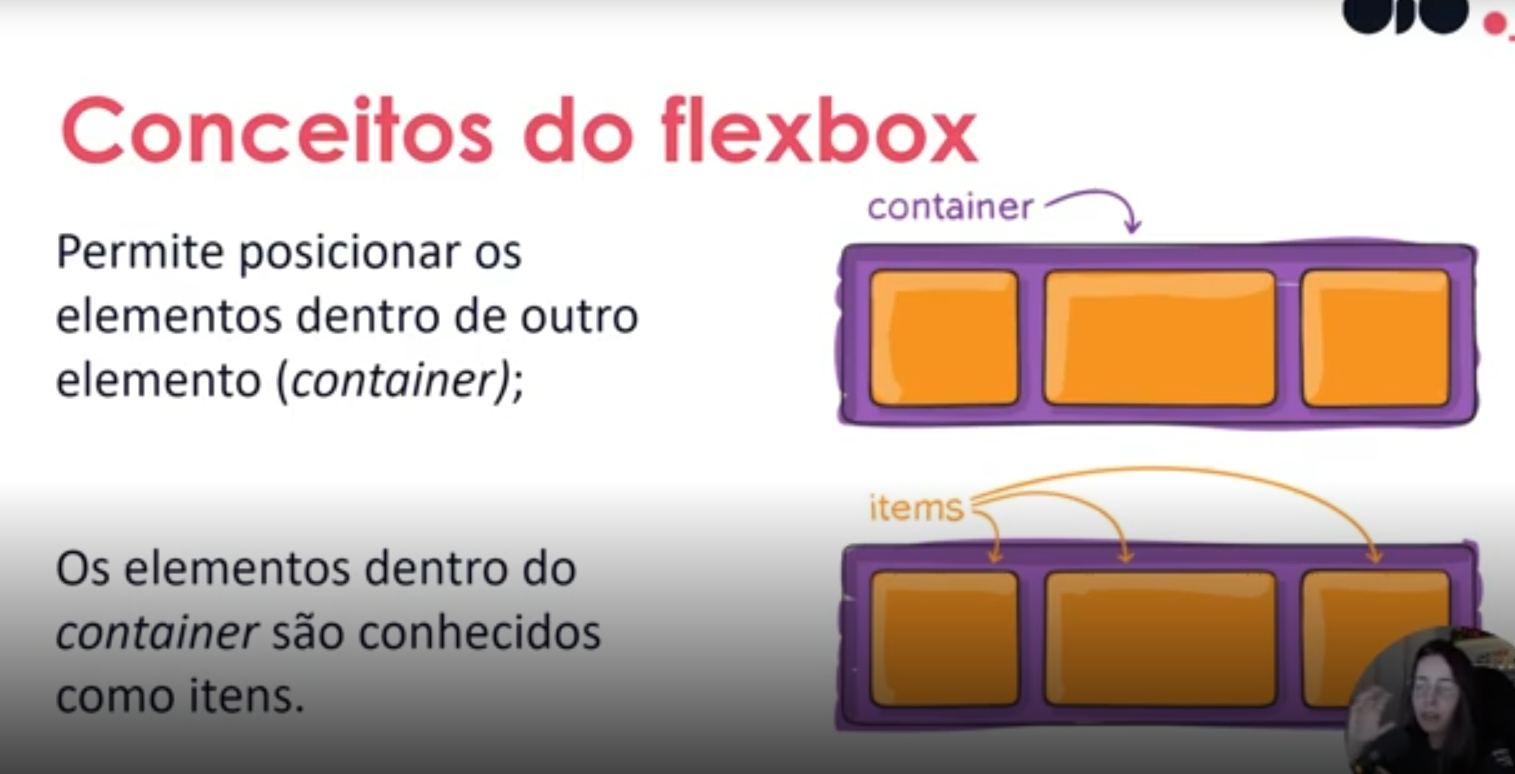 Conceitos do flexbox
container
Permite posicionar os
elementos dentro de outro
elemento (container);
items
Os elementos dentro do
container são conhecidos
como itens.